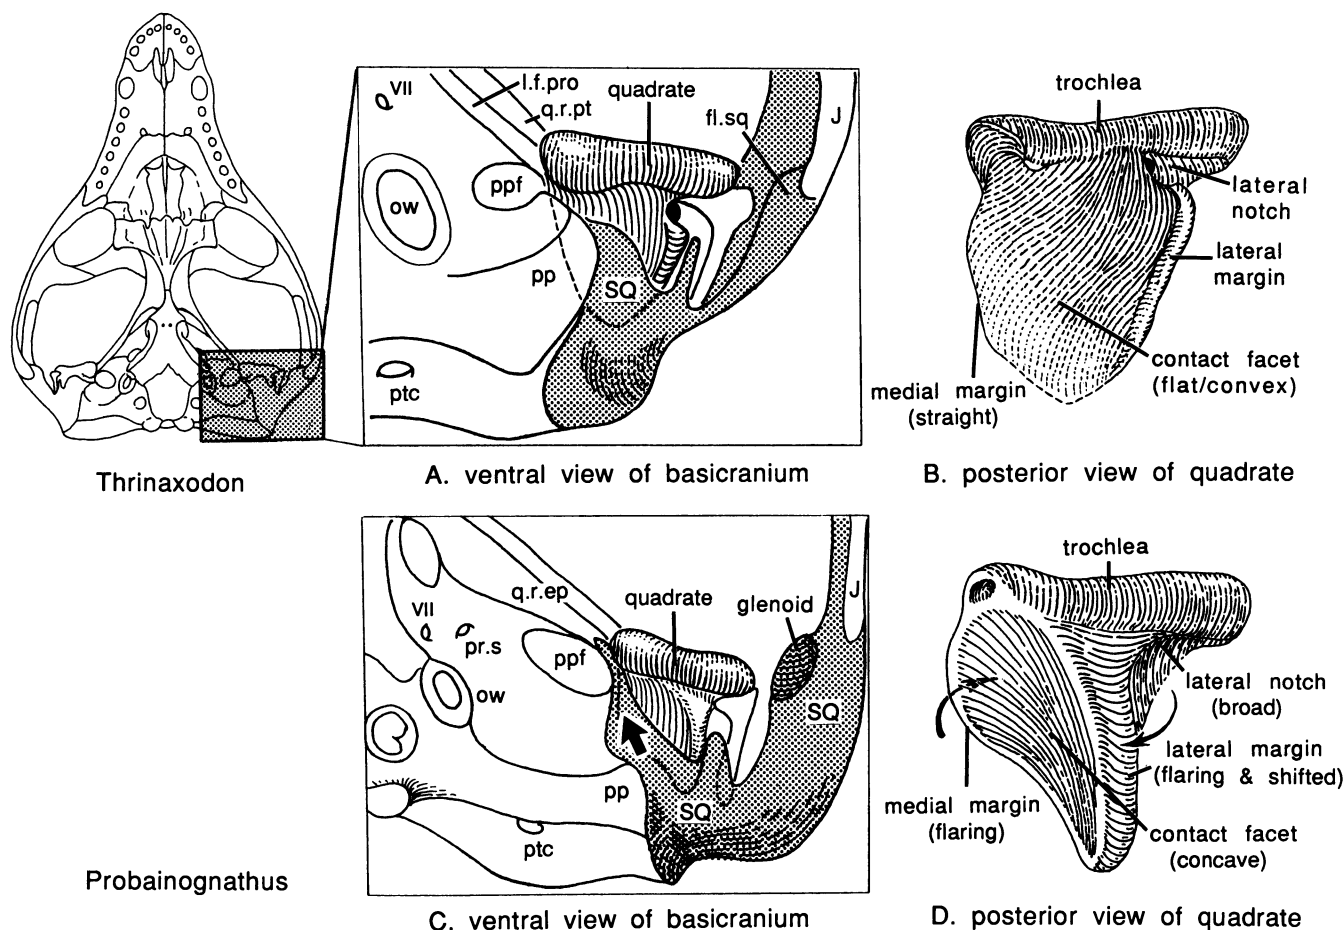 VII
l.f.pro
q.r.pt
quadrate
fl.sq
J
ow
ppf
pp
SQ
ptc
trochlea
lateral
notch
lateral
margin
contact facet
(flat/convex)
medial margin
(straight)
Thrinaxodon
A. ventral view of basicranium
B. posterior view of quadrate
q.r.ep
quadrate
glenoid
J
VII
pr.s
ppf
ow
SQ
pp
SQ
ptc
trochlea
lateral notch
(broad)
lateral margin
(flaring & shifted)
medial margin
(flaring)
contact facet
(concave)
Probainognathus
C. ventral view of basicranium
D. posterior view of quadrate